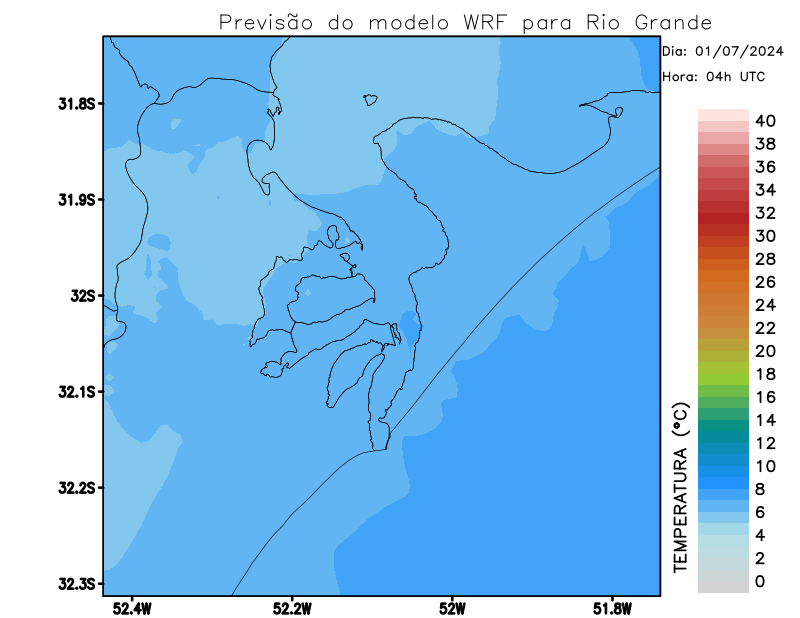 Previsão do modelo WRF para Rio Grande
Dia: 01/07/2024
Hora: 04h UTC
31.8S
31.9S
32S
32.1S
32.2S
32.3S
52.4W
52.2W
52W
51.8W
TEMPERATURA (°C)
40
38
36
34
32
30
28
26
24
22
20
18
16
14
12
10
8
6
4
2
0